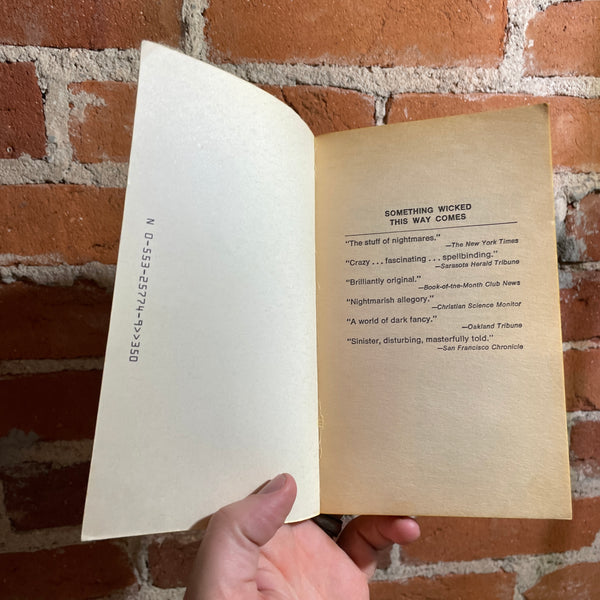 N 0-553-25774-9>>350
SOMETHING WICKED
THIS WAY COMES
"The stuff of nightmares."
—The New York Times
"Crazy . . . fascinating . . . spellbinding."
—Sarasota Herald Tribune
"Brilliantly original."
—Book-of-the-Month Club News
"Nightmarish allegory."
—Christian Science Monitor
"A world of dark fancy."
—Oakland Tribune
"Sinister, disturbing, masterfully told."
—San Francisco Chronicle